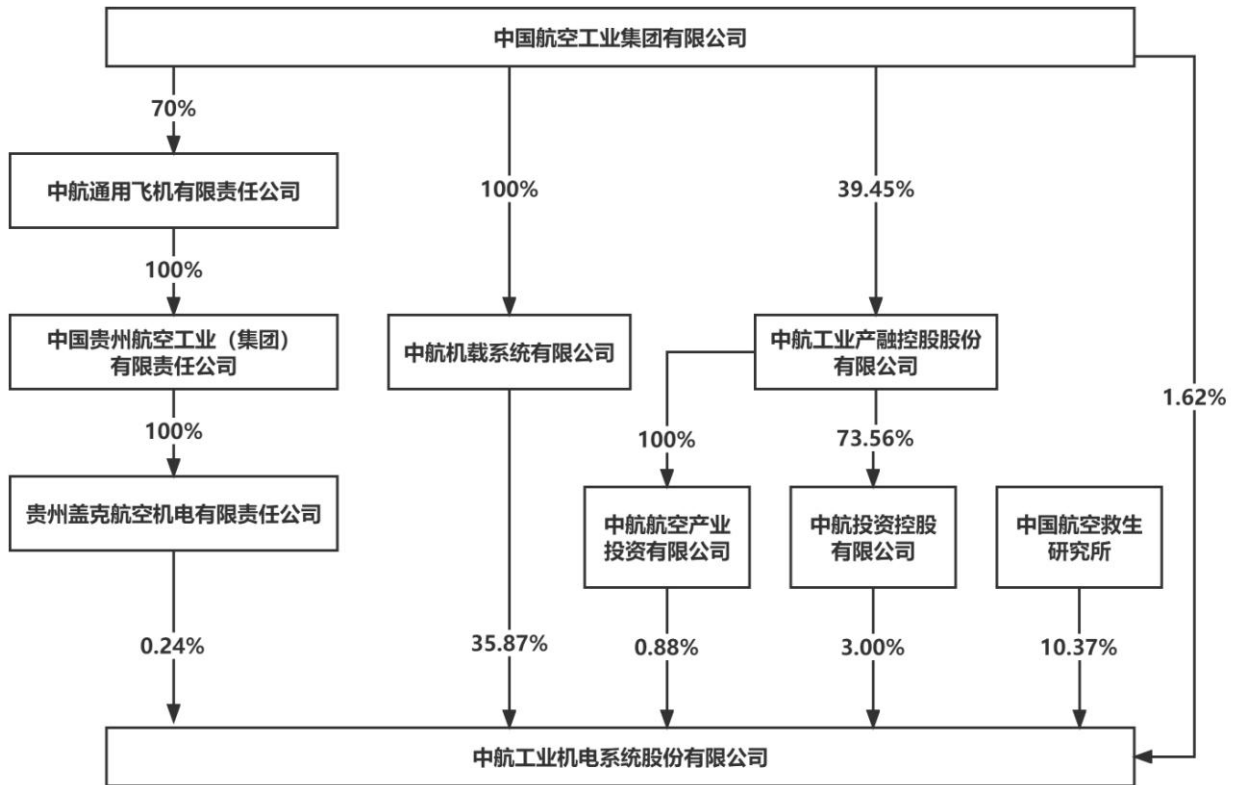 中国航空工业集团有限公司
70%
中航通用飞机有限责任公司
100%
39.45%
1.62%
100%
中国贵州航空工业（集团）
有限责任公司
中航机载系统有限公司
中航工业产融控股股份
有限公司
100%
100%
73.56%
贵州盖克航空机电有限责任公司
中航航空产业
投资有限公司
中航投资控股
有限公司
中国航空救生
研究所
0.24%
35.87%
0.88%
3.00%
10.37%
中航工业机电系统股份有限公司